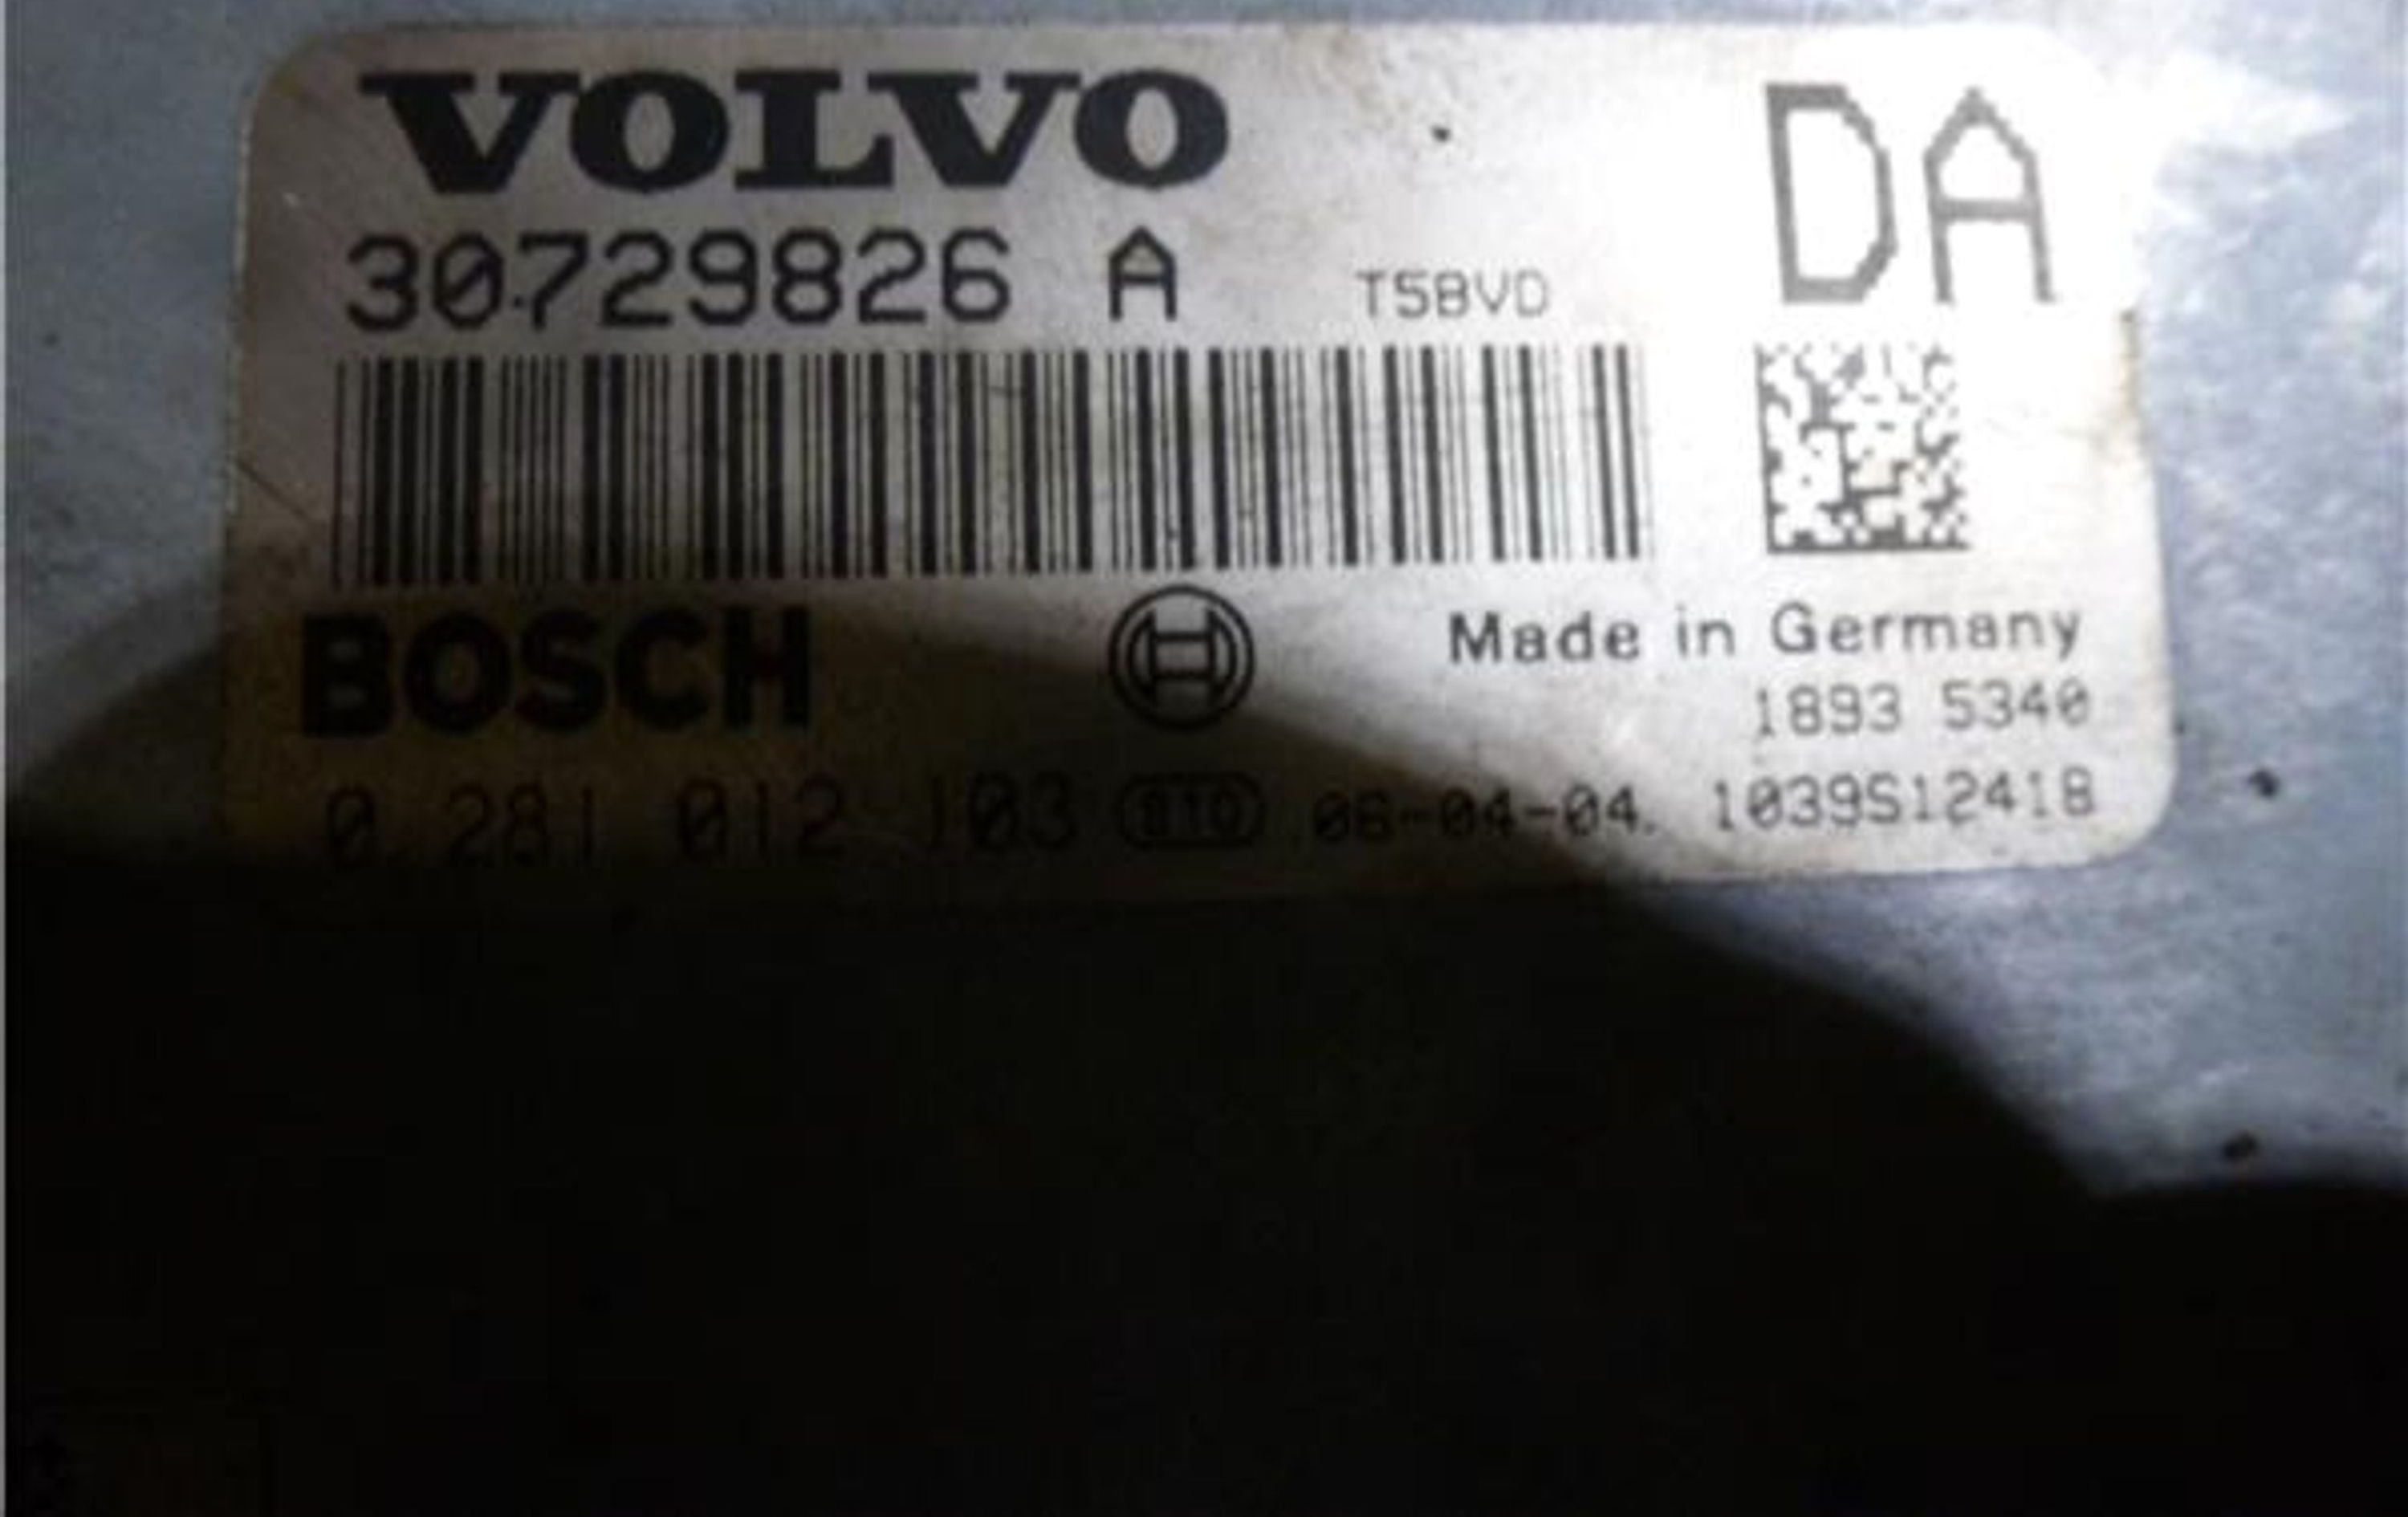 VOLVO
DA
30729826 A T5BVD
BOSCH
Made in Germany
1893 5340
0 281 012 103 06-04-04. 1039S12418